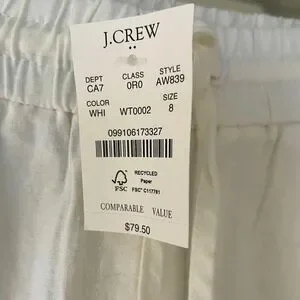 J.CREW
DEPT CLASS STYLE
CA7 0R0 AW839
COLOR SIZE
WHI WT0002 8
099106173327
RECYCLED
Paper
FSC FSC® C117781
COMPARABLE VALUE
$79.50